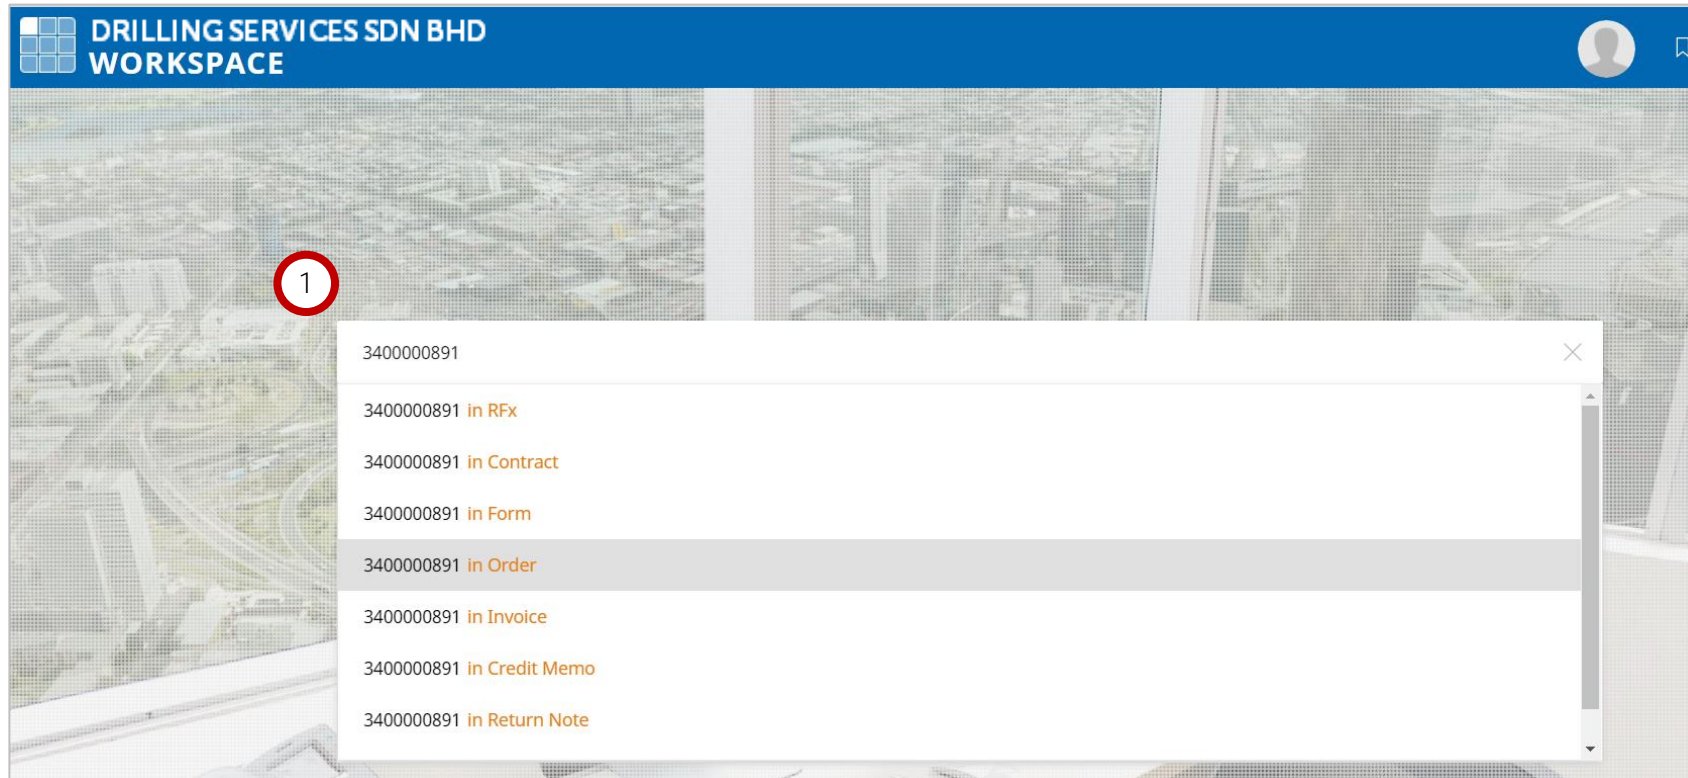 DRILLING SERVICES SDN BHD
WORKSPACE
1
3400000891
3400000891 in RFx
3400000891 in Contract
3400000891 in Form
3400000891 in Order
3400000891 in Invoice
3400000891 in Credit Memo
3400000891 in Return Note